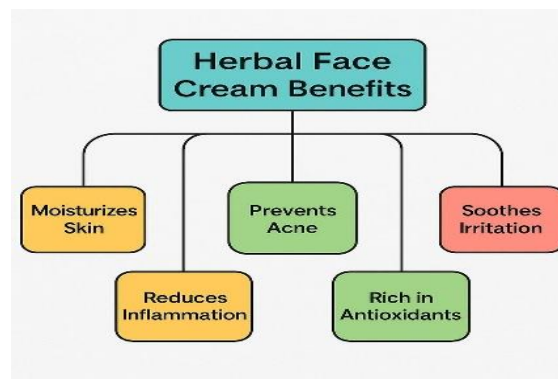 Herbal Face
Cream Benefits
Moisturizes
Skin
Prevents
Acne
Soothes
Irritation
Reduces
Inflammation
Rich in
Antioxidants